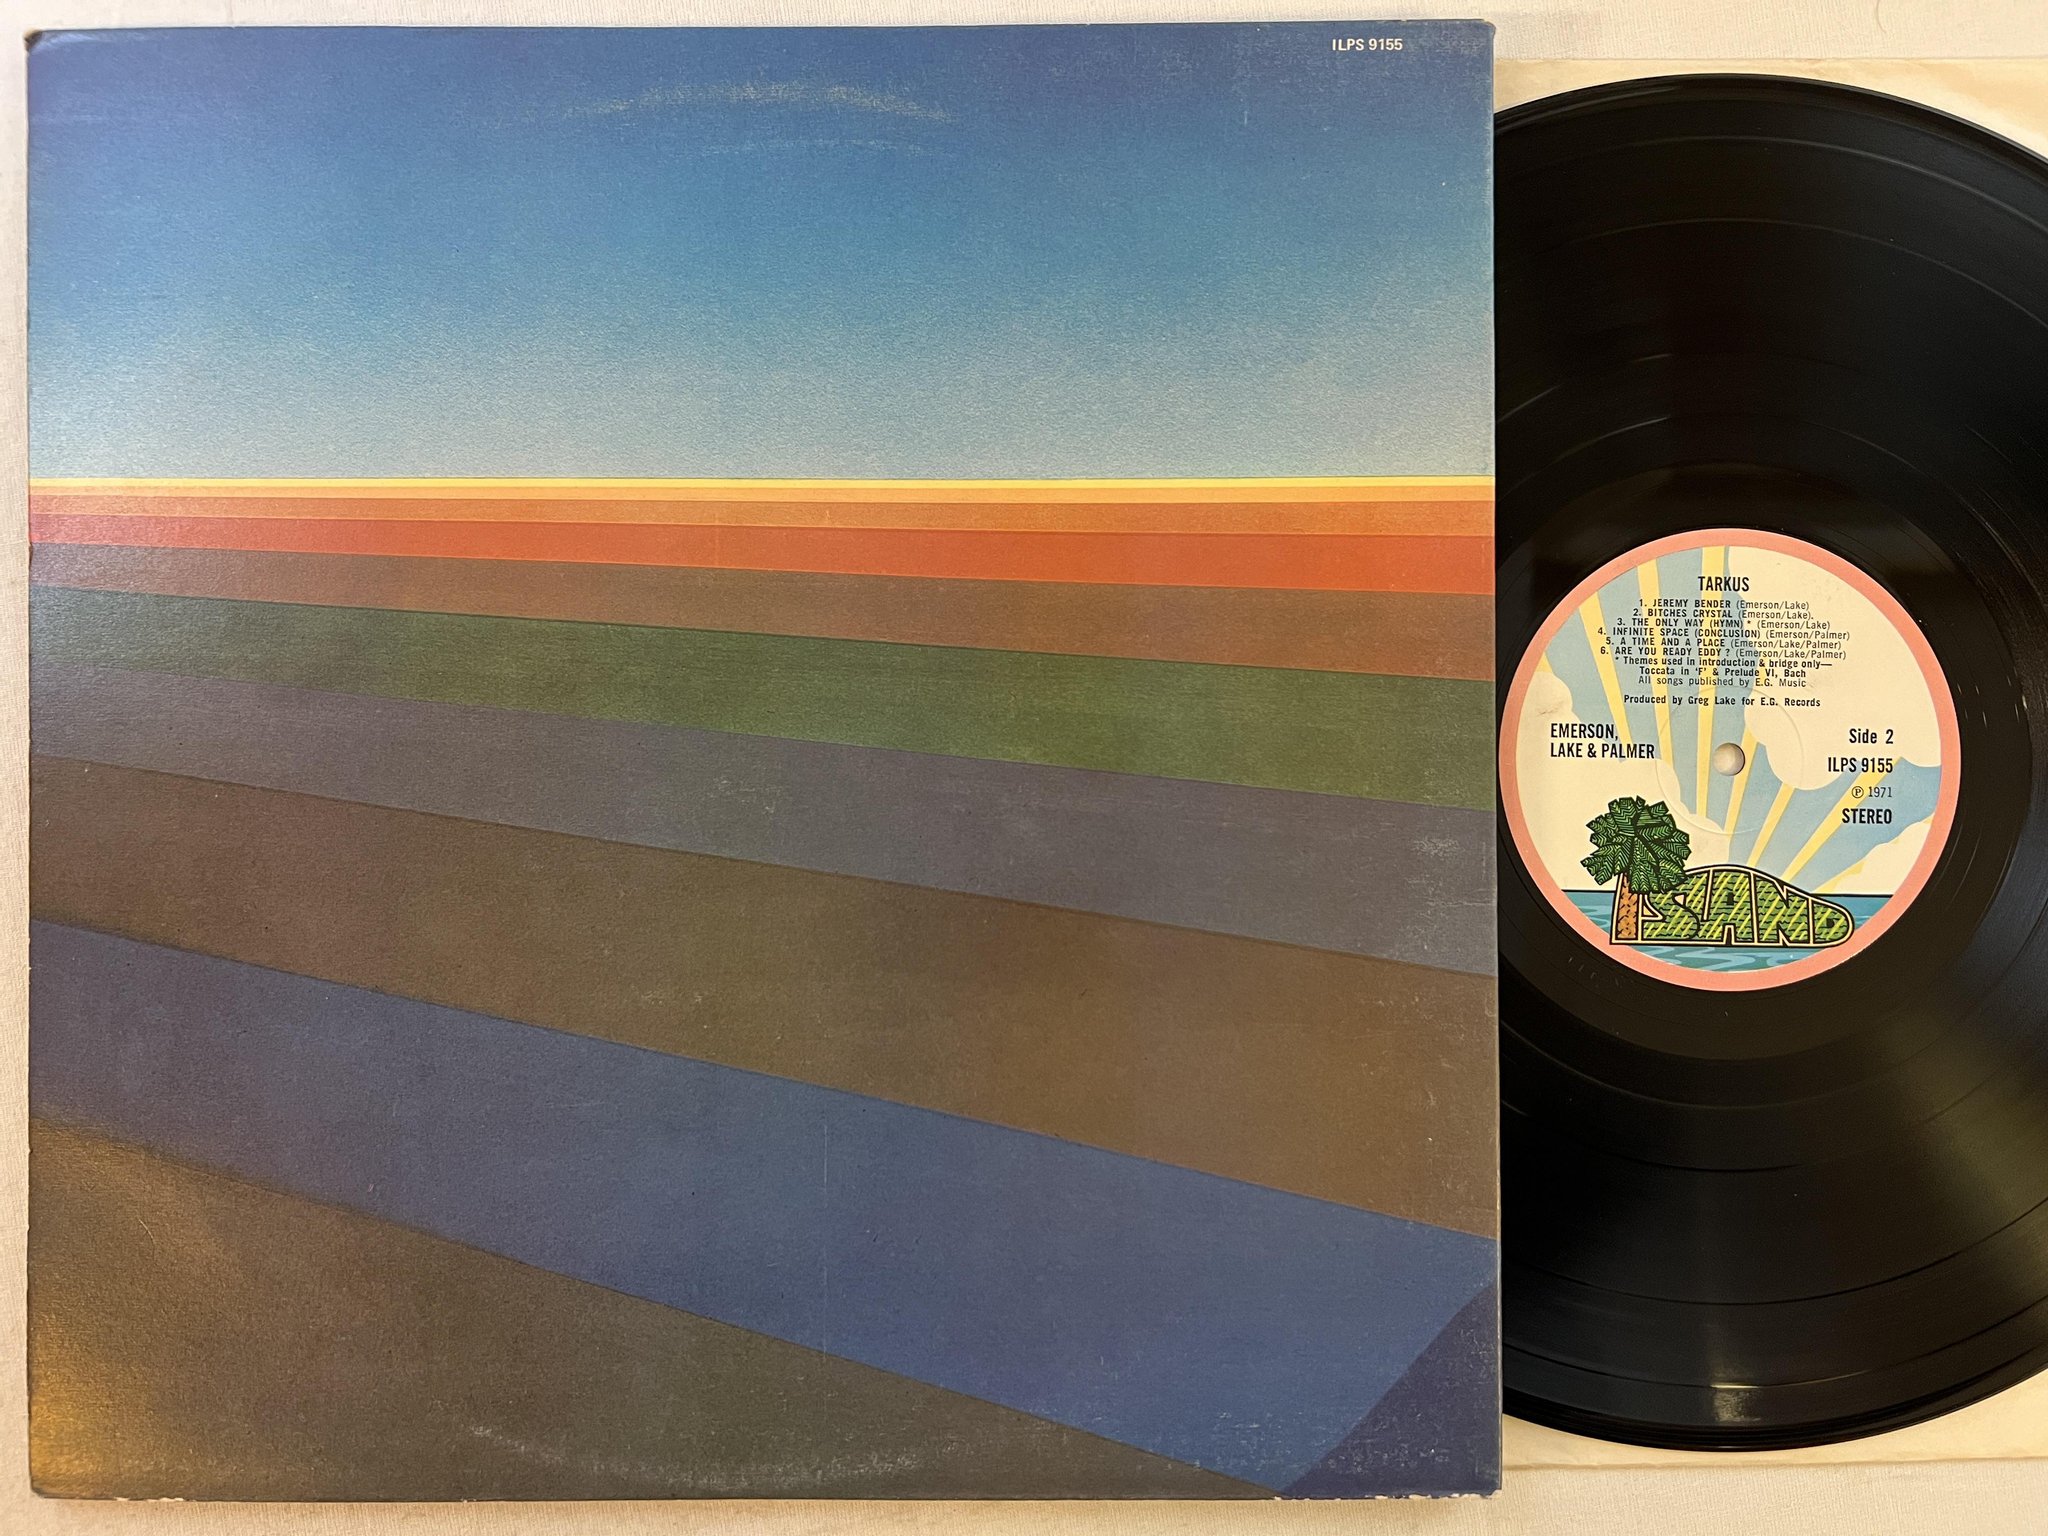 ILPS 9155
TARKUS
1. JEREMY BENDER (Emerson/Lake)
2. BITCHES CRYSTAL (Emerson/Lake).
3. THE ONLY WAY (HYMN) * (Emerson/Lake)
4. INFINITE SPACE (CONCLUSION) (Emerson/Palmer)
5. A TIME AND A PLACE (Emerson/Lake/Palmer)
6. ARE YOU READY EDDY ? (Emerson/Lake/Palmer)
* Themes used in introduction & bridge only—
Toccata in 'F' & Prelude VI, Bach
All songs published by E.G. Music
Produced by Greg Lake for E.G. Records
EMERSON,
LAKE & PALMER
Side 2
ILPS 9155
Ⓟ 1971
STEREO
ISLAND